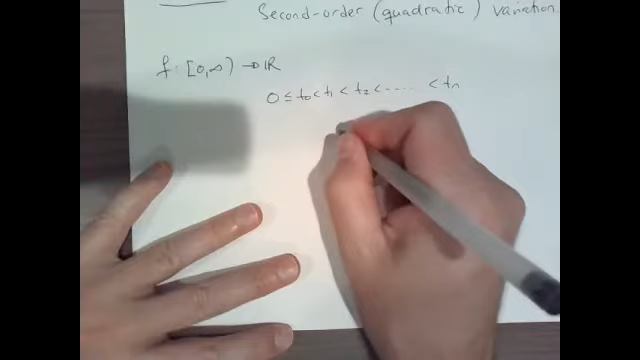 Second-order (quadratic) variation.
f : [0,∞) → ℝ
0 ≤ t₀ < t₁ < t₂ < ..... < tₙ